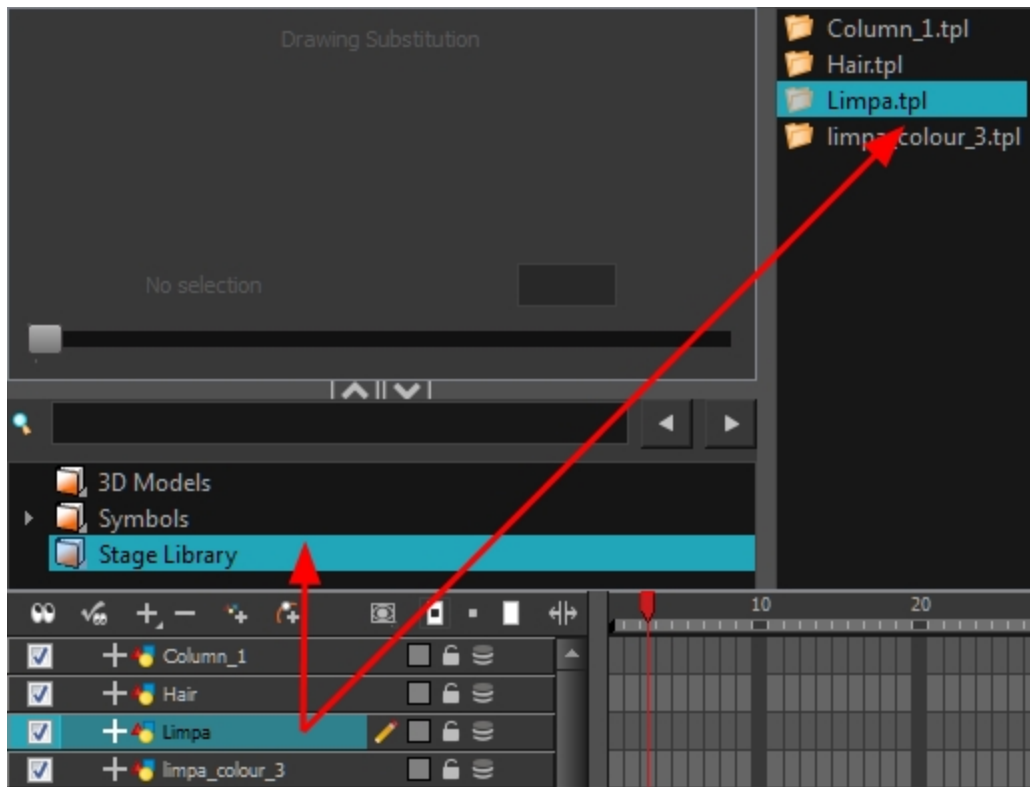 Drawing Substitution
No selection
3D Models
Symbols
Stage Library
Column_1.tpl
Hair.tpl
Limpa.tpl
limpa_colour_3.tpl
10 20
Column_1
Hair
Limpa
limpa_colour_3